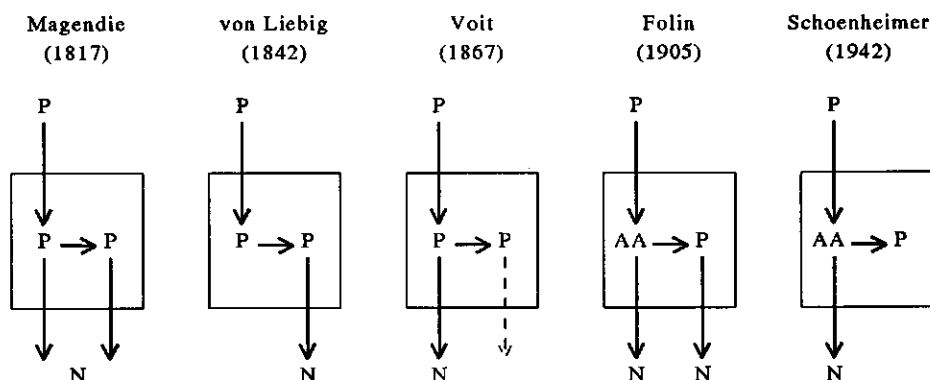 Magendie von Liebig Voit Folin Schoenheimer
(1817) (1842) (1867) (1905) (1942)
P P P P P
P P P P P P AA P AA P
N N N N N N